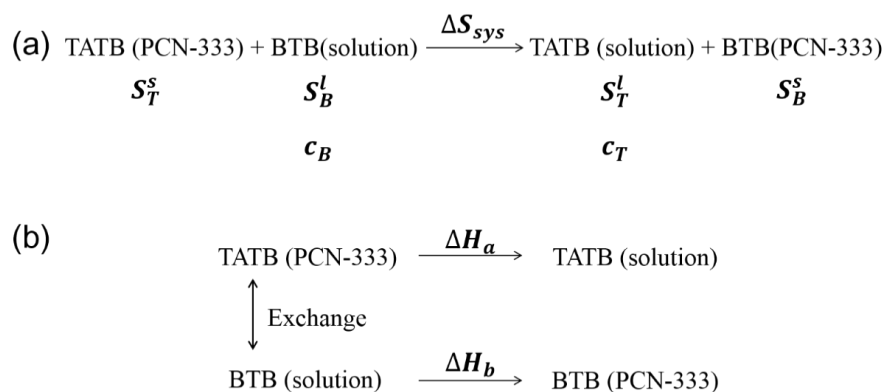 (a)
ΔS_sys
TATB (PCN-333) + BTB(solution) → TATB (solution) + BTB(PCN-333)
S_T^s S_B^l S_T^l S_B^s
c_B c_T
(b)
ΔH_a
TATB (PCN-333) → TATB (solution)
Exchange
ΔH_b
BTB (solution) → BTB (PCN-333)